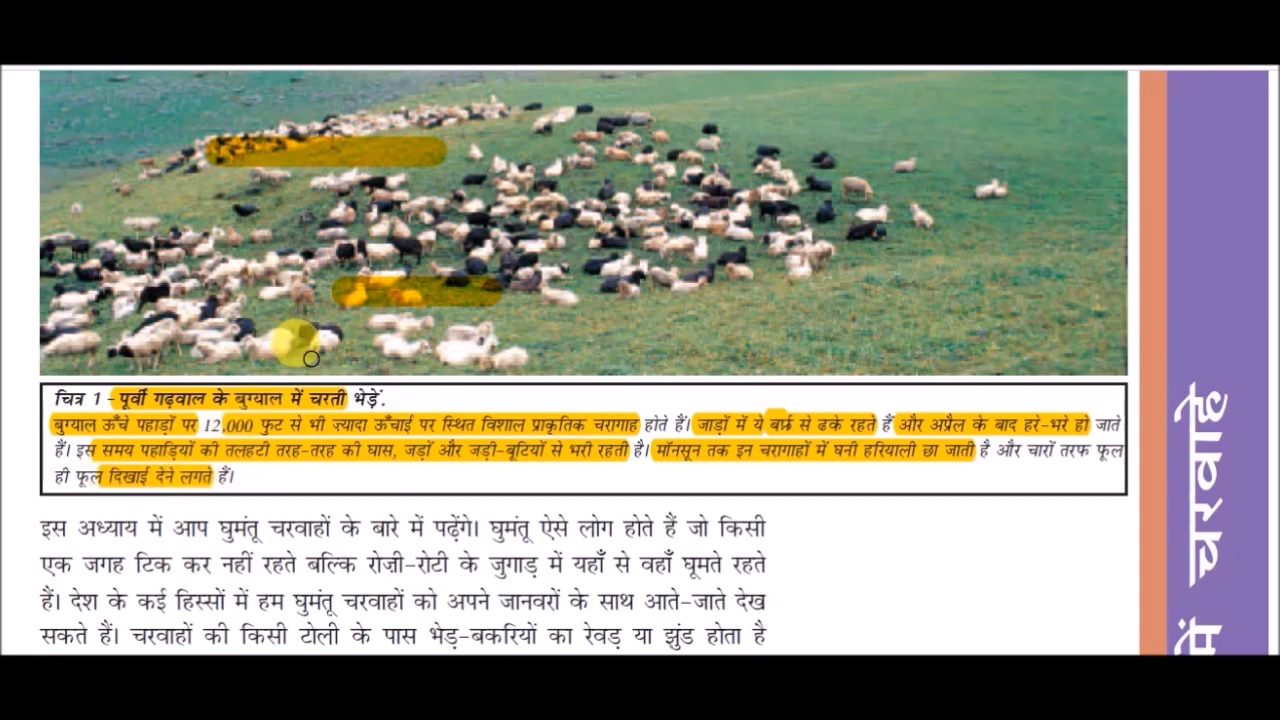 चित्र 1 - पूर्वी गढ़वाल के बुग्याल में चरती भेड़ें.
बुग्याल ऊँचे पहाड़ों पर 12,000 फुट से भी ज्यादा ऊँचाई पर स्थित विशाल प्राकृतिक चरागाह होते हैं। जाड़ों में ये बर्फ़ से ढके रहते हैं और अप्रैल के बाद हरे-भरे हो जाते
हैं। इस समय पहाड़ियों की तलहटी तरह-तरह की घास, जड़ों और जड़ी-बूटियों से भरी रहती है। मॉनसून तक इन चरागाहों में घनी हरियाली छा जाती है और चारों तरफ फूल
ही फूल दिखाई देने लगते हैं।
इस अध्याय में आप घुमंतू चरवाहों के बारे में पढ़ेंगे। घुमंतू ऐसे लोग होते हैं जो किसी
एक जगह टिक कर नहीं रहते बल्कि रोज़ी-रोटी के जुगाड़ में यहाँ से वहाँ घूमते रहते
हैं। देश के कई हिस्सों में हम घुमंतू चरवाहों को अपने जानवरों के साथ आते-जाते देख
सकते हैं। चरवाहों की किसी टोली के पास भेड़-बकरियों का रेवड़ या झुंड होता है
में चरवाहे